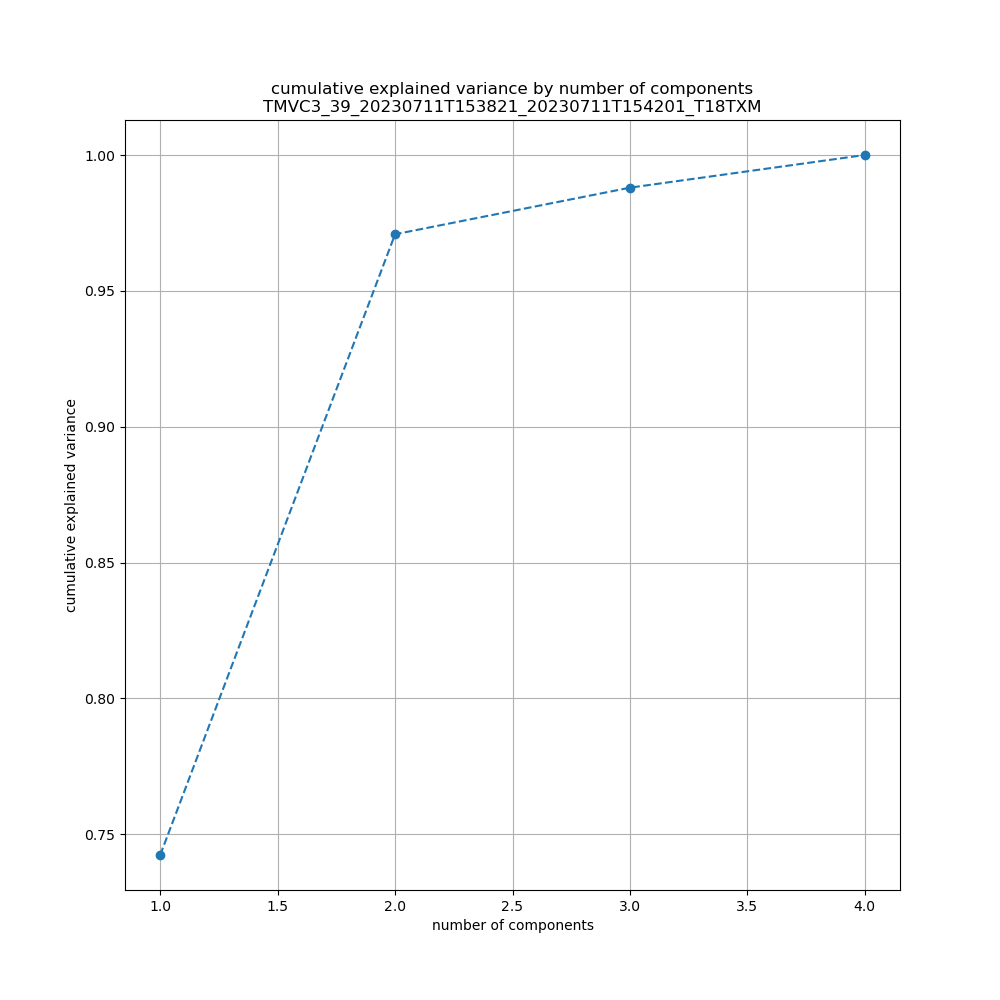 cumulative explained variance by number of components
TMVC3_39_20230711T153821_20230711T154201_T18TXM
1.00
0.95
0.90
0.85
0.80
0.75
cumulative explained variance
1.0 1.5 2.0 2.5 3.0 3.5 4.0
number of components